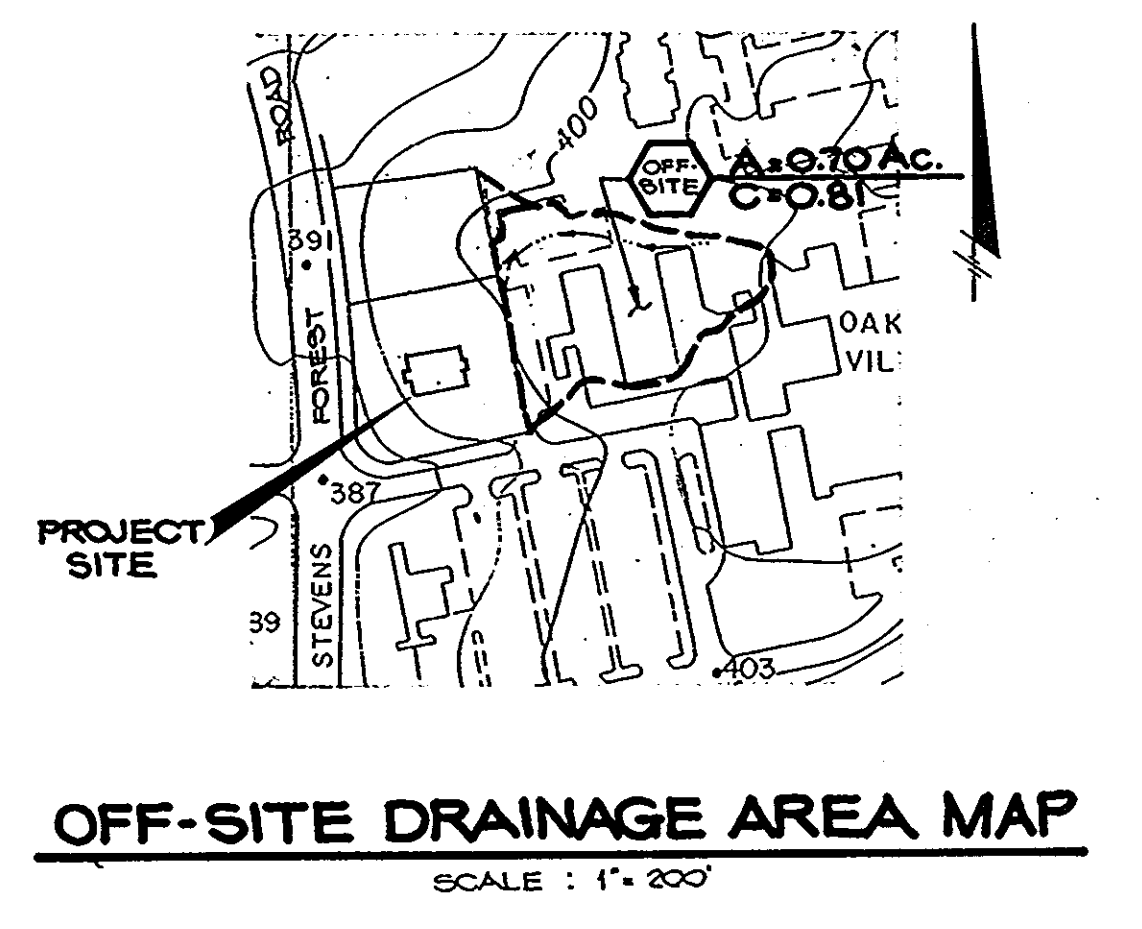 ROAD
400
OFF-
SITE
A=0.70 Ac.
C=0.81
391
FOREST
OAK
VIL
387
PROJECT
SITE
STEVENS
39
403
OFF-SITE DRAINAGE AREA MAP
SCALE : 1"= 200'